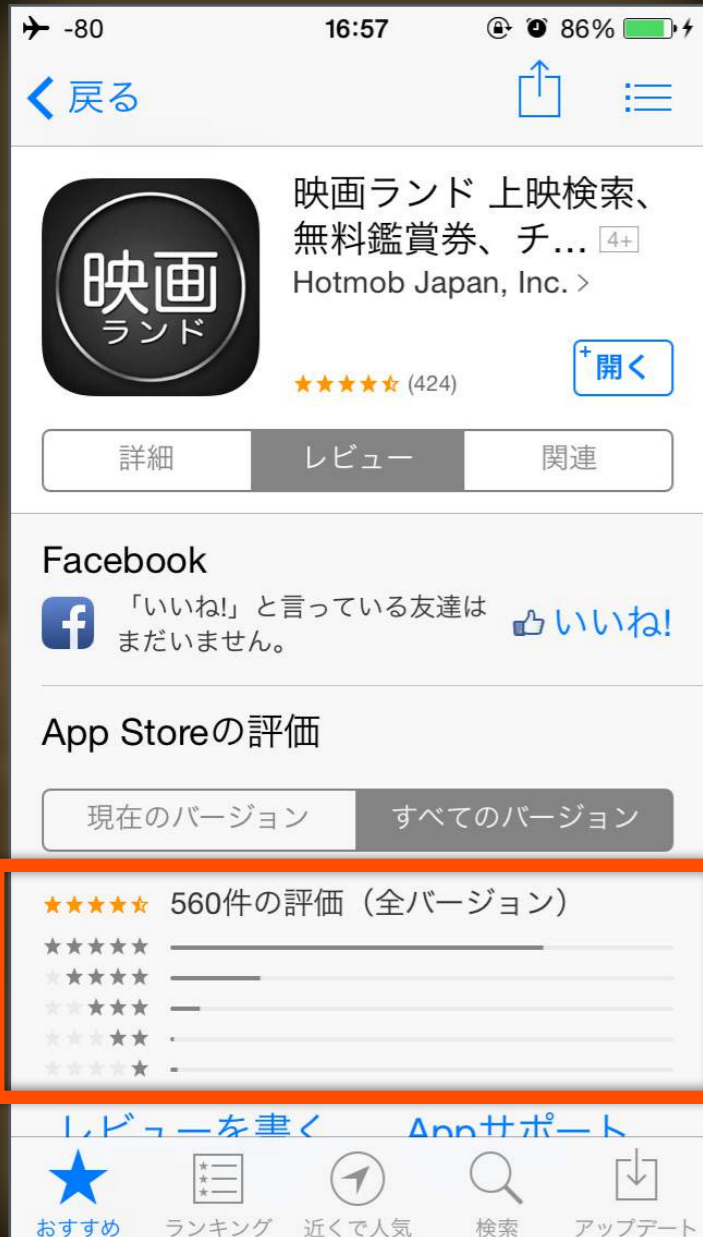 -80 16:57 86%
戻る
映画
ランド
映画ランド 上映検索、
無料鑑賞券、チ... 4+
Hotmob Japan, Inc. >
★★★★ (424)
+開く
詳細 レビュー 関連
Facebook
「いいね!」と言っている友達は
まだいません。
いいね!
App Storeの評価
現在のバージョン すべてのバージョン
560件の評価（全バージョン）
レビューを書く Appサポート
おすすめ ランキング 近くで人気 検索 アップデート